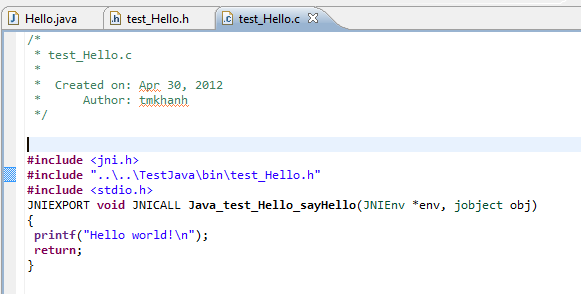 Hello.java test_Hello.h test_Hello.c
/*
 * test_Hello.c
 *
 *  Created on: Apr 30, 2012
 *      Author: tmkhanh
 */
#include <jni.h>
#include "..\..\TestJava\bin\test_Hello.h"
#include <stdio.h>
JNIEXPORT void JNICALL Java_test_Hello_sayHello(JNIEnv *env, jobject obj)
{
 printf("Hello world!\n");
 return;
}